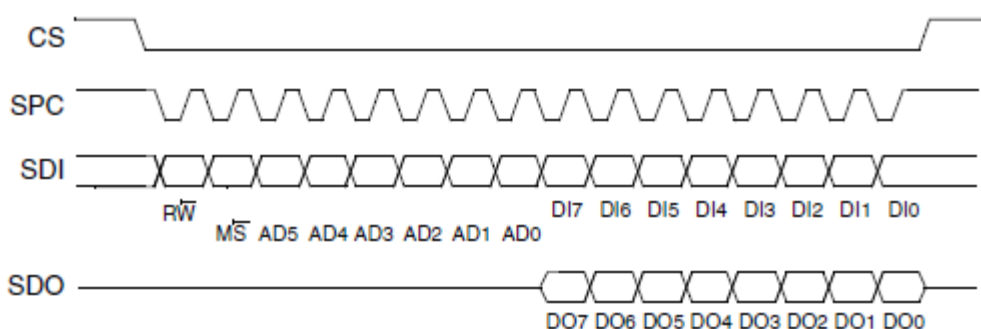 CS
SPC
SDI
RW̅ DI7 DI6 DI5 DI4 DI3 DI2 DI1 DI0
MS̅ AD5 AD4 AD3 AD2 AD1 AD0
SDO
DO7 DO6 DO5 DO4 DO3 DO2 DO1 DO0